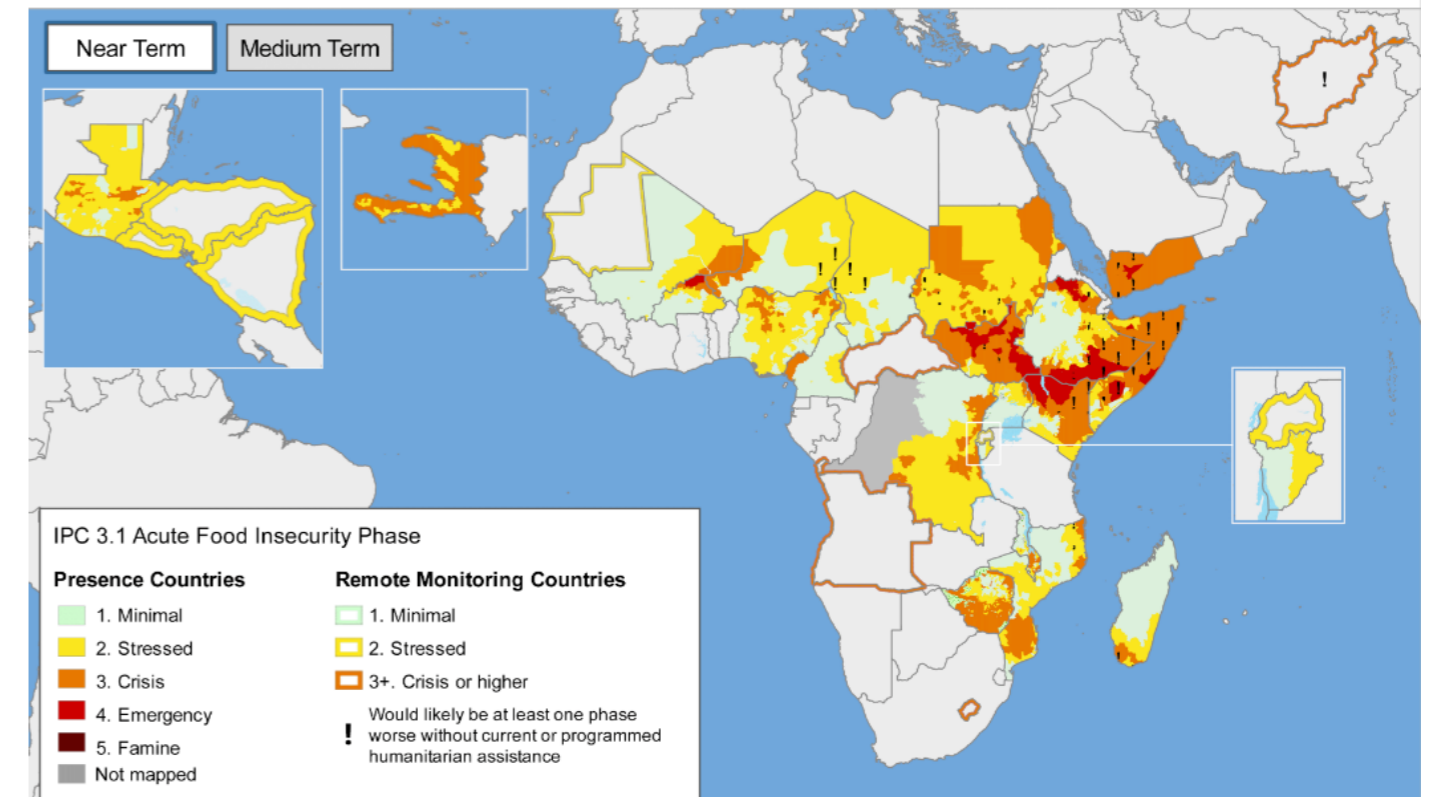 Near Term
Medium Term
IPC 3.1 Acute Food Insecurity Phase
Presence Countries
1. Minimal
2. Stressed
3. Crisis
4. Emergency
5. Famine
Not mapped
Remote Monitoring Countries
1. Minimal
2. Stressed
3+. Crisis or higher
! Would likely be at least one phase
worse without current or programmed
humanitarian assistance